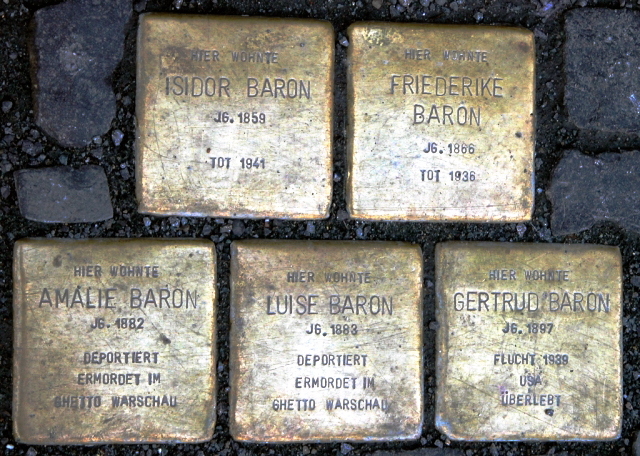 HIER WOHNTE
ISIDOR BARON
JG. 1859
TOT 1941
HIER WOHNTE
FRIEDERIKE
BARON
JG. 1866
TOT 1936
HIER WOHNTE
AMALIE BARON
JG. 1882
DEPORTIERT
ERMORDET IM
GHETTO WARSCHAU
HIER WOHNTE
LUISE BARON
JG. 1883
DEPORTIERT
ERMORDET IM
GHETTO WARSCHAU
HIER WOHNTE
GERTRUD BARON
JG. 1897
FLUCHT 1939
USA
ÜBERLEBT